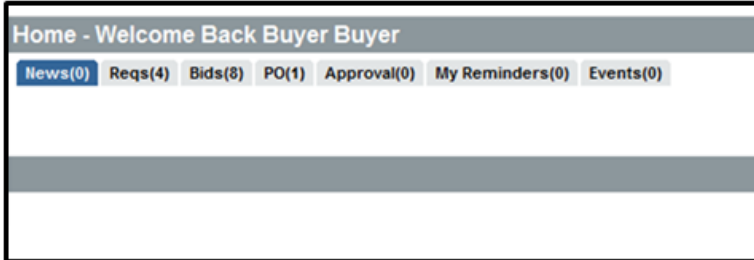 Home - Welcome Back Buyer Buyer
News(0) Reqs(4) Bids(8) PO(1) Approval(0) My Reminders(0) Events(0)